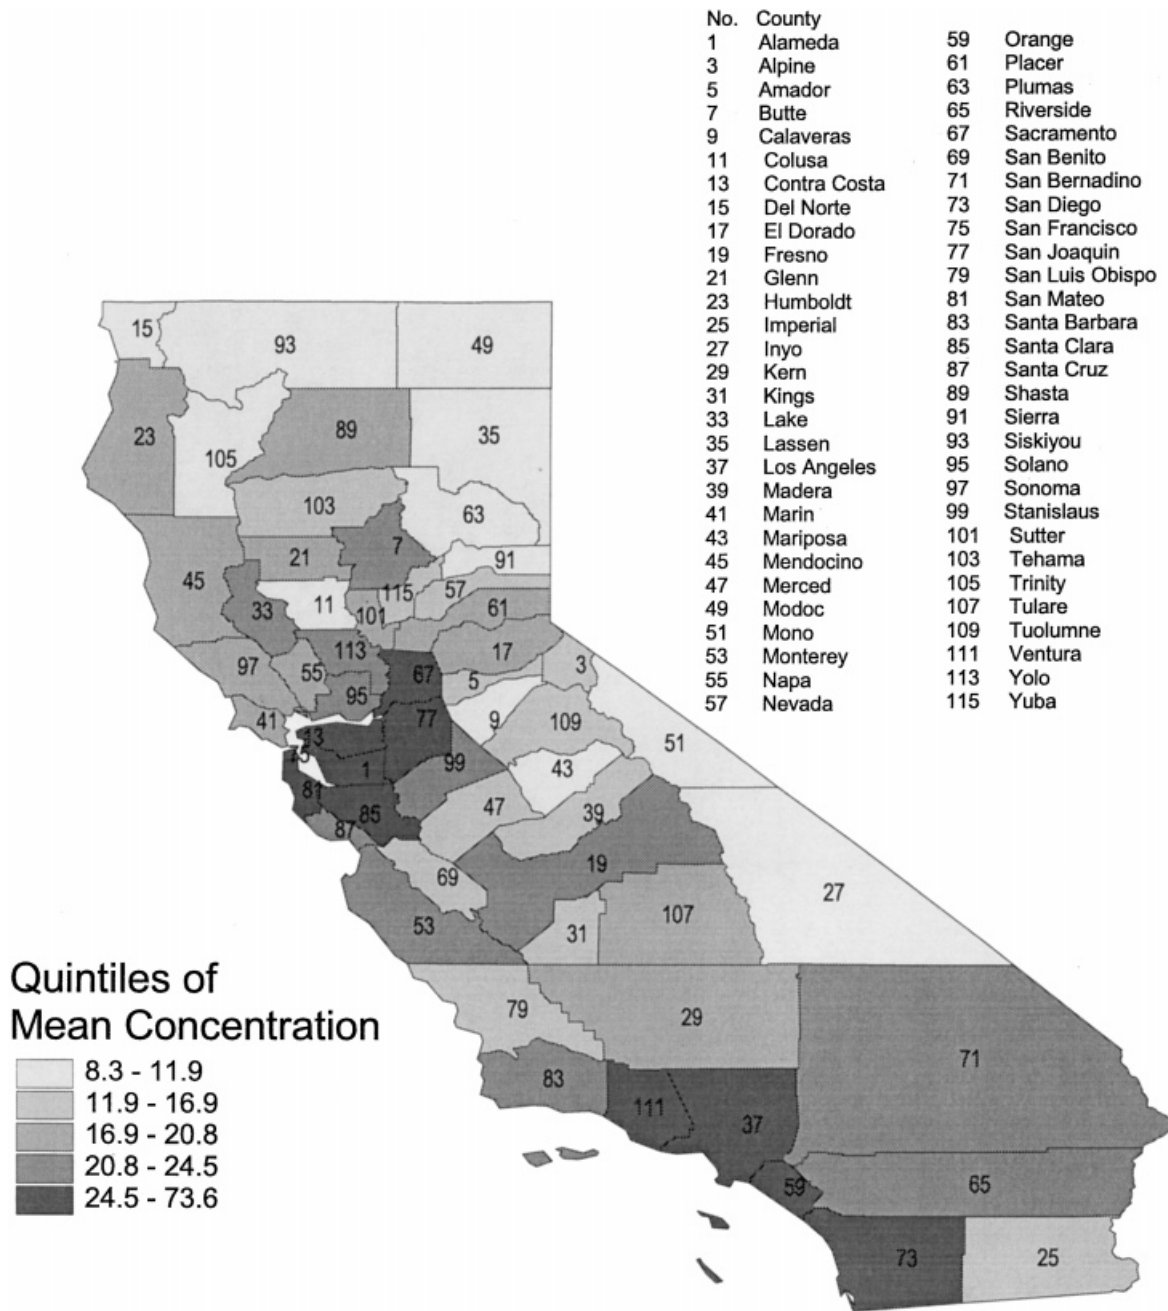 No. County
1 Alameda
3 Alpine
5 Amador
7 Butte
9 Calaveras
11 Colusa
13 Contra Costa
15 Del Norte
17 El Dorado
19 Fresno
21 Glenn
23 Humboldt
25 Imperial
27 Inyo
29 Kern
31 Kings
33 Lake
35 Lassen
37 Los Angeles
39 Madera
41 Marin
43 Mariposa
45 Mendocino
47 Merced
49 Modoc
51 Mono
53 Monterey
55 Napa
57 Nevada
59 Orange
61 Placer
63 Plumas
65 Riverside
67 Sacramento
69 San Benito
71 San Bernadino
73 San Diego
75 San Francisco
77 San Joaquin
79 San Luis Obispo
81 San Mateo
83 Santa Barbara
85 Santa Clara
87 Santa Cruz
89 Shasta
91 Sierra
93 Siskiyou
95 Solano
97 Sonoma
99 Stanislaus
101 Sutter
103 Tehama
105 Trinity
107 Tulare
109 Tuolumne
111 Ventura
113 Yolo
115 Yuba
15
93
49
23
89
35
105
103
63
7
21
91
45
115
57
33
11
101
61
113
17
97
55
3
67
5
95
41
9
109
77
13
51
75
99
43
1
81
85
47
39
87
19
69
27
53
31
107
79
29
71
83
111
37
59
65
73
25
Quintiles of
Mean Concentration
8.3 - 11.9
11.9 - 16.9
16.9 - 20.8
20.8 - 24.5
24.5 - 73.6